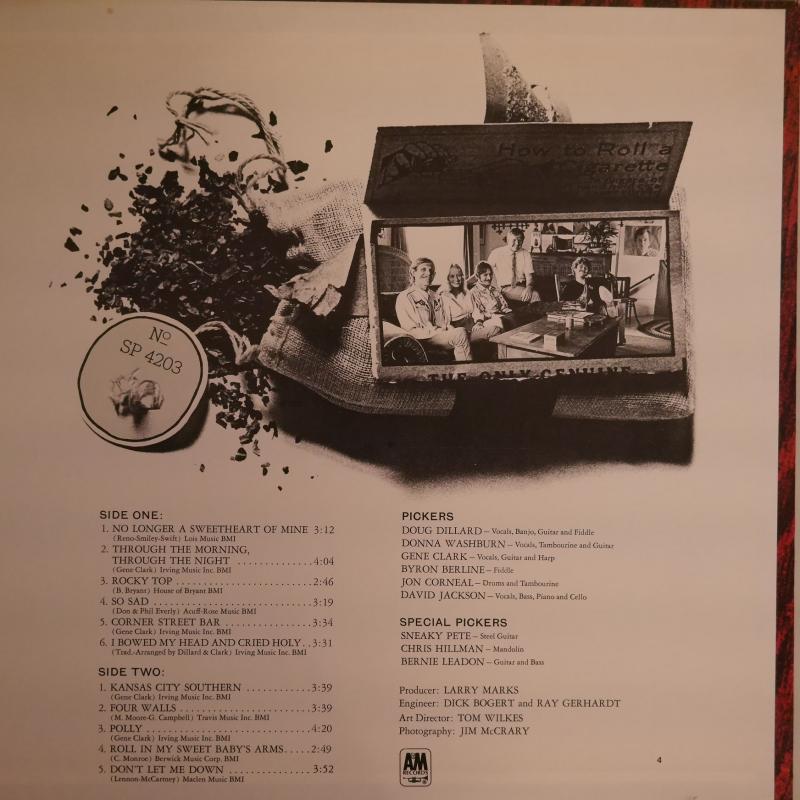 How to Roll a
Cigarette
No
SP 4203
THE ONLY GENUINE
SIDE ONE:
1. NO LONGER A SWEETHEART OF MINE 3:12
(Reno-Smiley-Swift) Lois Music BMI
2. THROUGH THE MORNING,
THROUGH THE NIGHT ............4:04
(Gene Clark) Irving Music Inc. BMI
3. ROCKY TOP .....................2:46
(B. Bryant) House of Bryant BMI
4. SO SAD .........................3:19
(Don & Phil Everly) Acuff-Rose Music BMI
5. CORNER STREET BAR ............3:34
(Gene Clark) Irving Music Inc. BMI
6. I BOWED MY HEAD AND CRIED HOLY..3:31
(Trad.-Arranged by Dillard & Clark) Irving Music Inc. BMI
SIDE TWO:
1. KANSAS CITY SOUTHERN ............3:39
(Gene Clark) Irving Music Inc. BMI
2. FOUR WALLS ......................3:39
(M. Moore-G. Campbell) Travis Music Inc. BMI
3. POLLY ...........................4:20
(Gene Clark) Irving Music Inc. BMI
4. ROLL IN MY SWEET BABY'S ARMS.....2:49
(C. Monroe) Berwick Music Corp. BMI
5. DON'T LET ME DOWN ...............3:52
(Lennon-McCartney) Maclen Music BMI
PICKERS
DOUG DILLARD – Vocals, Banjo, Guitar and Fiddle
DONNA WASHBURN – Vocals, Tambourine and Guitar
GENE CLARK – Vocals, Guitar and Harp
BYRON BERLINE – Fiddle
JON CORNEAL – Drums and Tambourine
DAVID JACKSON – Vocals, Bass, Piano and Cello
SPECIAL PICKERS
SNEAKY PETE – Steel Guitar
CHRIS HILLMAN – Mandolin
BERNIE LEADON – Guitar and Bass
Producer: LARRY MARKS
Engineer: DICK BOGERT and RAY GERHARDT
Art Director: TOM WILKES
Photography: JIM McCRARY
AM
RECORDS
4